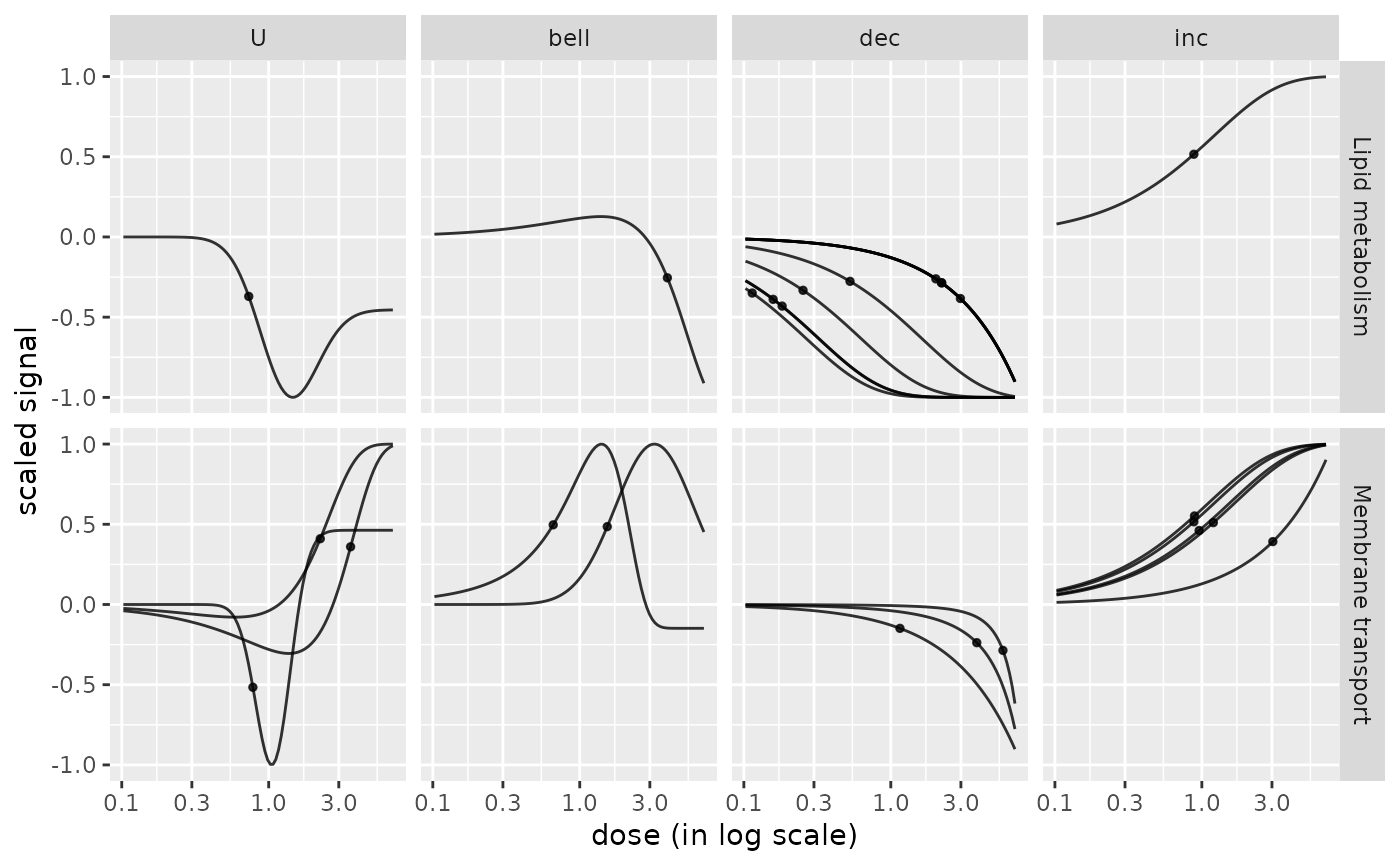 U bell dec inc
1.0
0.5
0.0
-0.5
-1.0
Lipid metabolism
1.0
0.5
0.0
-0.5
-1.0
Membrane transport
scaled signal
0.1 0.3 1.0 3.0 0.1 0.3 1.0 3.0 0.1 0.3 1.0 3.0 0.1 0.3 1.0 3.0
dose (in log scale)